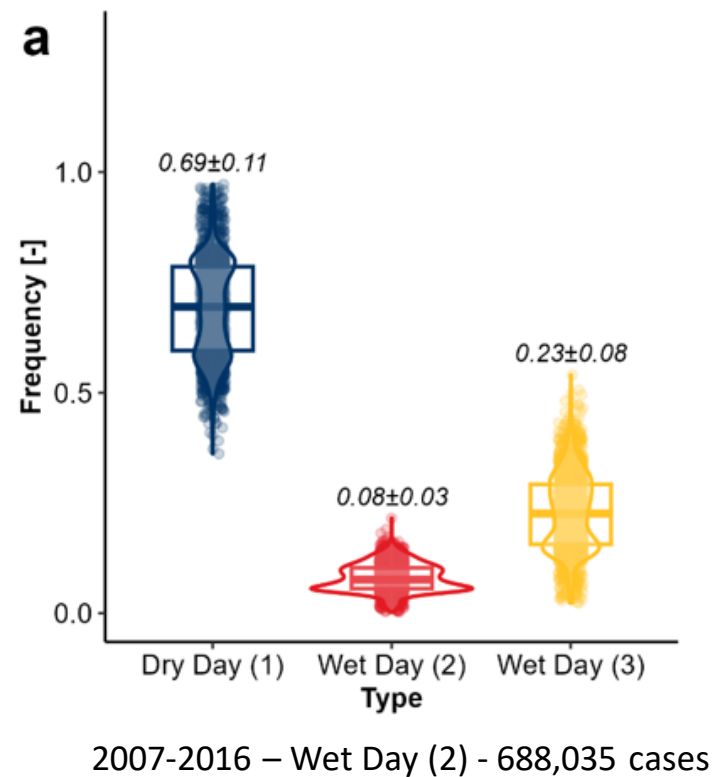 a
0.69±0.11
1.0
Frequency [-]
0.23±0.08
0.5
0.08±0.03
0.0
Dry Day (1) Wet Day (2) Wet Day (3)
Type
2007-2016 – Wet Day (2) - 688,035 cases